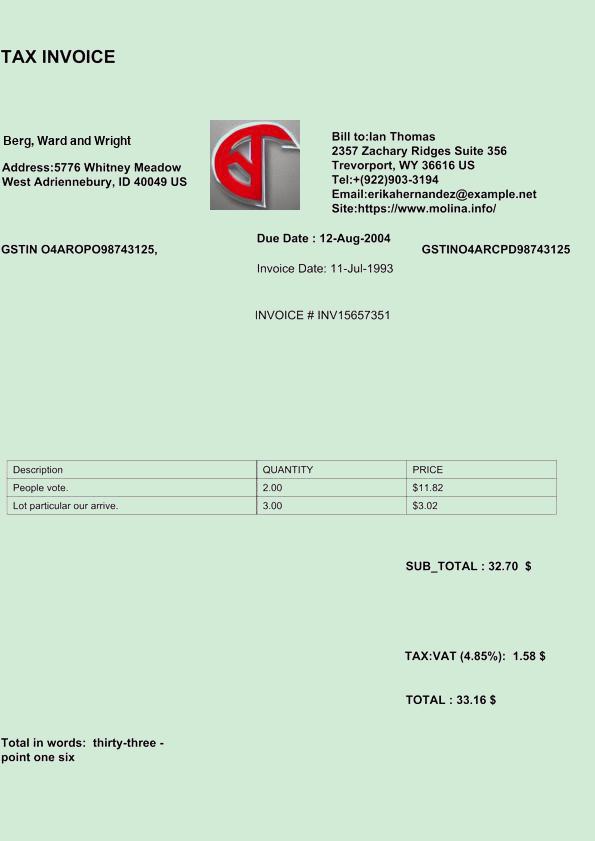 TAX INVOICE
Berg, Ward and Wright
Address:5776 Whitney Meadow
West Adriennebury, ID 40049 US
Bill to:Ian Thomas
2357 Zachary Ridges Suite 356
Trevorport, WY 36616 US
Tel:+(922)903-3194
Email:erikahernandez@example.net
Site:https://www.molina.info/
GSTIN O4AROPO98743125,
Due Date : 12-Aug-2004
GSTINO4ARCPD98743125
Invoice Date: 11-Jul-1993
INVOICE # INV15657351
Description QUANTITY PRICE
People vote. 2.00 $11.82
Lot particular our arrive. 3.00 $3.02
SUB_TOTAL : 32.70 $
TAX:VAT (4.85%): 1.58 $
TOTAL : 33.16 $
Total in words: thirty-three -
point one six